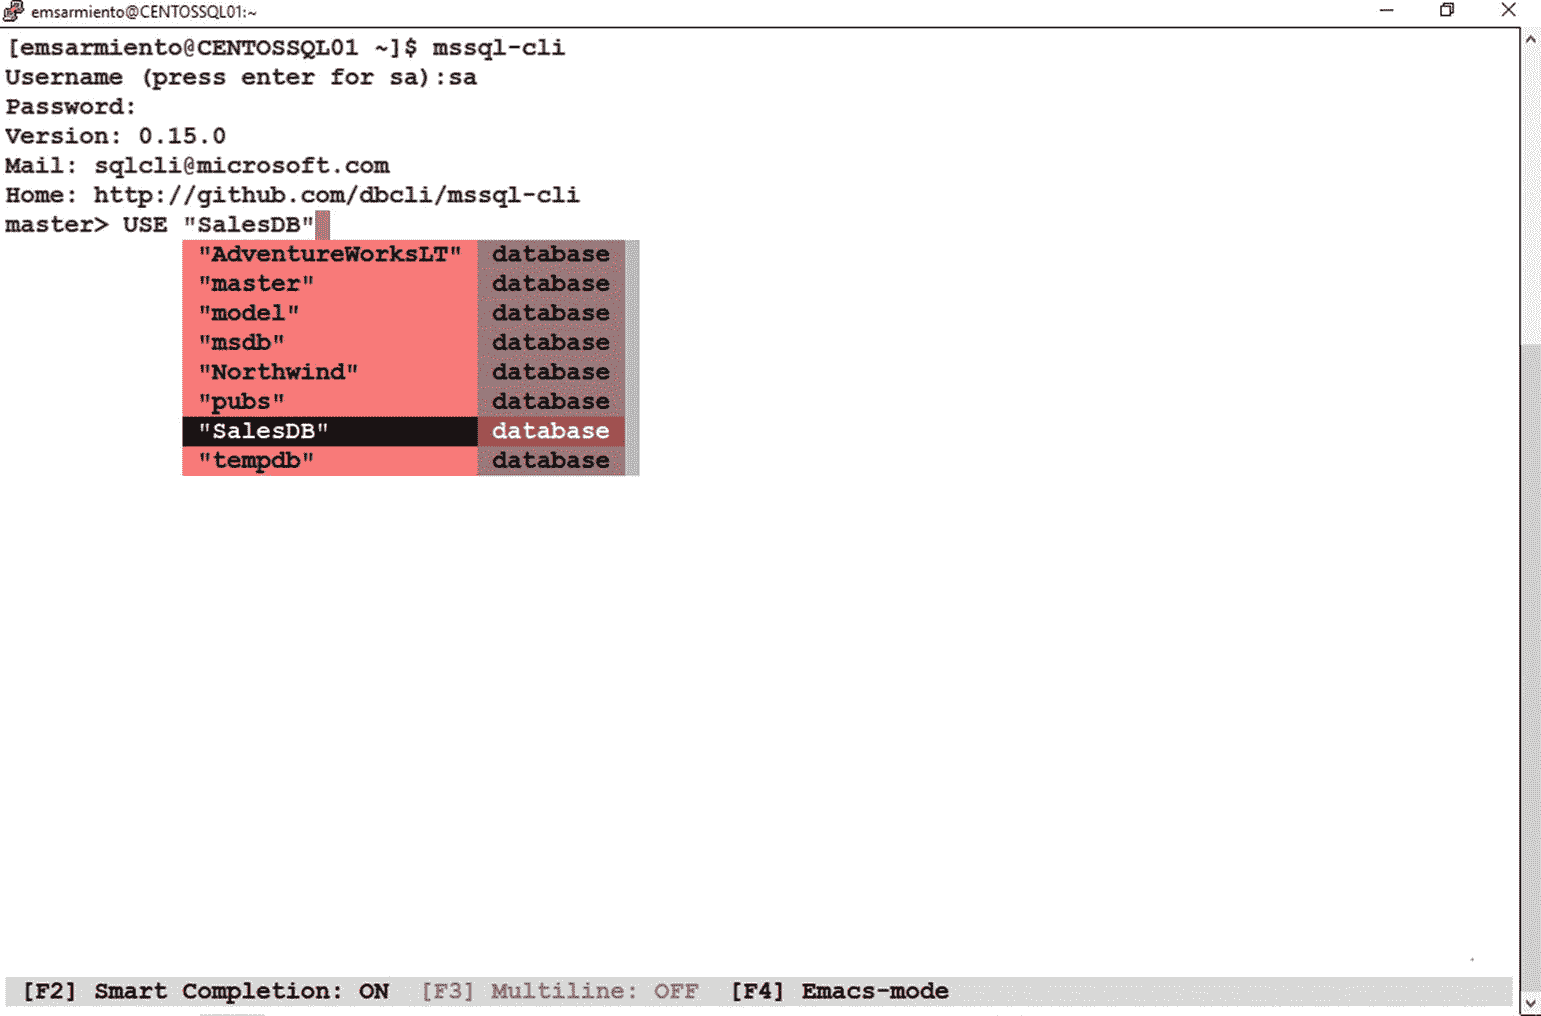 emsarmiento@CENTOSSQL01:~
[emsarmiento@CENTOSSQL01 ~]$ mssql-cli
Username (press enter for sa):sa
Password:
Version: 0.15.0
Mail: sqlcli@microsoft.com
Home: http://github.com/dbcli/mssql-cli
master> USE "SalesDB"
"AdventureWorksLT" database
"master" database
"model" database
"msdb" database
"Northwind" database
"pubs" database
"SalesDB" database
"tempdb" database
[F2] Smart Completion: ON [F3] Multiline: OFF [F4] Emacs-mode